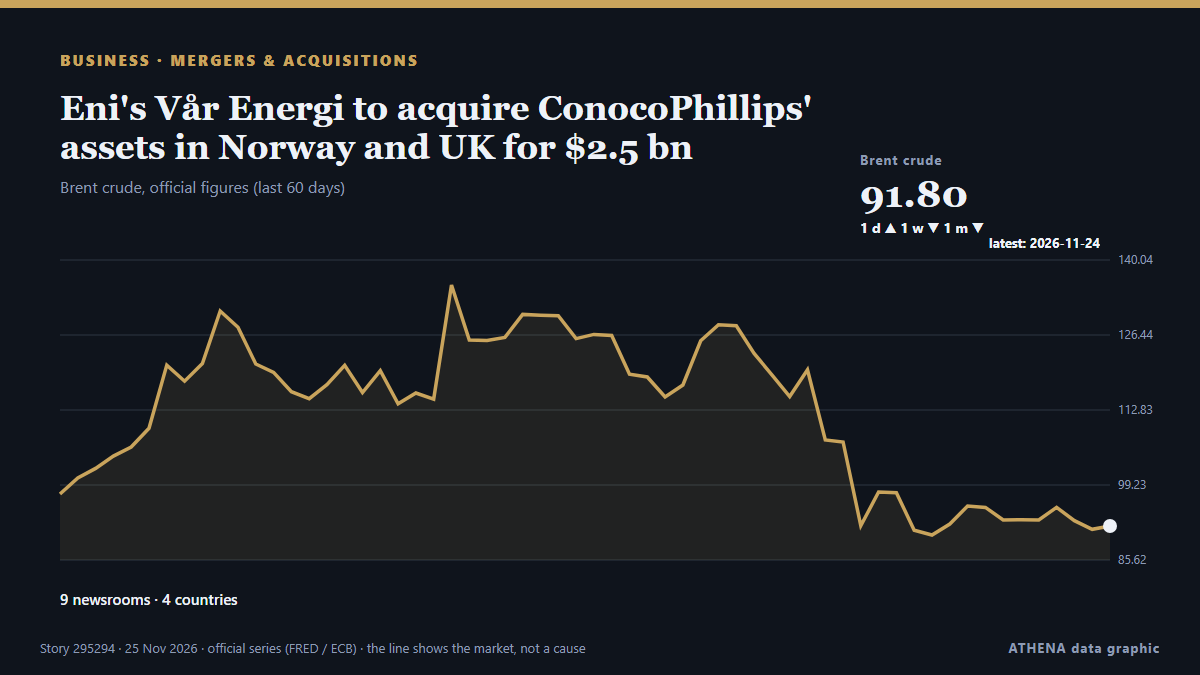 BUSINESS · MERGERS & ACQUISITIONS
Eni's Vår Energi to acquire ConocoPhillips'
assets in Norway and UK for $2.5 bn
Brent crude, official figures (last 60 days)
Brent crude
91.80
1 d ▲ 1 w ▼ 1 m ▼
latest: 2026-11-24
140.04
126.44
112.83
99.23
85.62
9 newsrooms · 4 countries
Story 295294 · 25 Nov 2026 · official series (FRED / ECB) · the line shows the market, not a cause
ATHENA data graphic